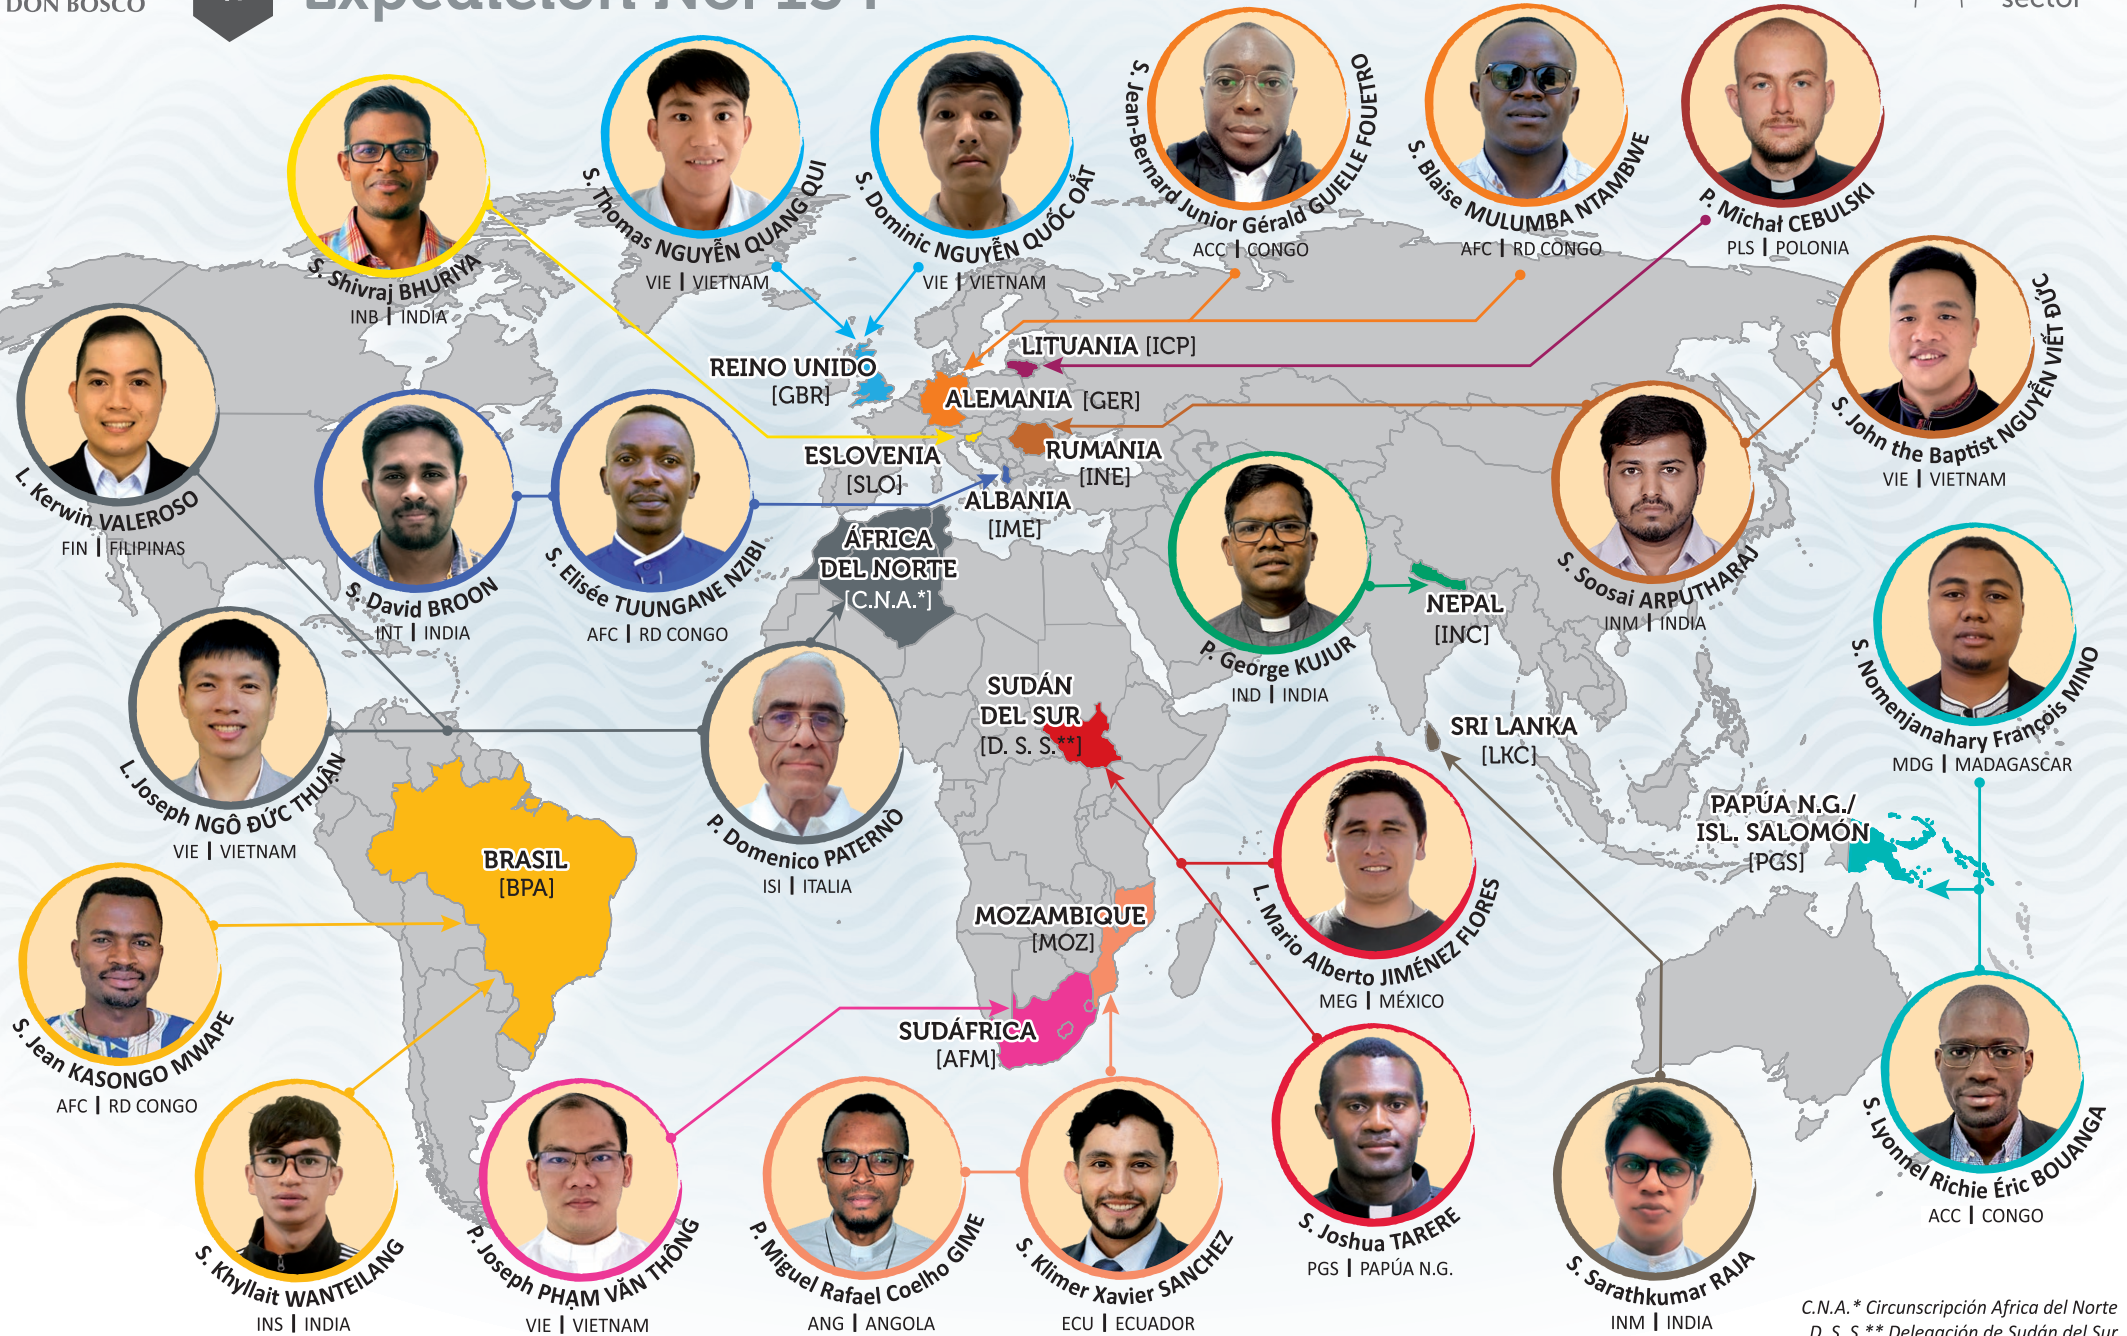 DON BOSCO
Expedición No. 154
sector
S. Shivraj BHURIYA
INB | INDIA
S. Thomas NGUYỄN QUANG QUI
VIE | VIETNAM
S. Dominic NGUYỄN QUỐC OẮT
VIE | VIETNAM
S. Jean-Bernard Junior Gérald GUIELLE FOUETRO
ACC | CONGO
S. Blaise MULUMBA NTAMBWE
AFC | RD CONGO
P. Michał CEBULSKI
PLS | POLONIA
S. John the Baptist NGUYỄN VIẾT ĐỨC
VIE | VIETNAM
L. Kerwin VALEROSO
FIN | FILIPINAS
S. David BROON
INT | INDIA
S. Elisée TUUNGANE NZIBI
AFC | RD CONGO
REINO UNIDO
[GBR]
LITUANIA [ICP]
ALEMANIA [GER]
ESLOVENIA
[SLO]
RUMANIA
[INE]
ALBANIA
[IME]
ÁFRICA
DEL NORTE
[C.N.A.*]
P. George KUJUR
IND | INDIA
NEPAL
[INC]
S. Soosai ARPUTHARAJ
INM | INDIA
S. Nomenjanahary François MINO
MDG | MADAGASCAR
L. Joseph NGÔ ĐỨC THUẬN
VIE | VIETNAM
P. Domenico PATERNÒ
ISI | ITALIA
SUDÁN
DEL SUR
[D. S. S.**]
SRI LANKA
[LKC]
PAPÚA N.G./
ISL. SALOMÓN
[PGS]
BRASIL
[BPA]
MOZAMBIQUE
[MOZ]
SUDÁFRICA
[AFM]
L. Mario Alberto JIMÉNEZ FLORES
MEG | MÉXICO
S. Jean KASONGO MWAPE
AFC | RD CONGO
S. Khyllait WANTEILANG
INS | INDIA
P. Joseph PHẠM VĂN THÔNG
VIE | VIETNAM
P. Miguel Rafael Coelho GIME
ANG | ANGOLA
S. Klimer Xavier SANCHEZ
ECU | ECUADOR
S. Joshua TARERE
PGS | PAPÚA N.G.
S. Sarathkumar RAJA
INM | INDIA
S. Lyonnel Richie Éric BOUANGA
ACC | CONGO
C.N.A.* Circunscripción Africa del Norte
D. S. S.** Delegación de Sudán del Sur